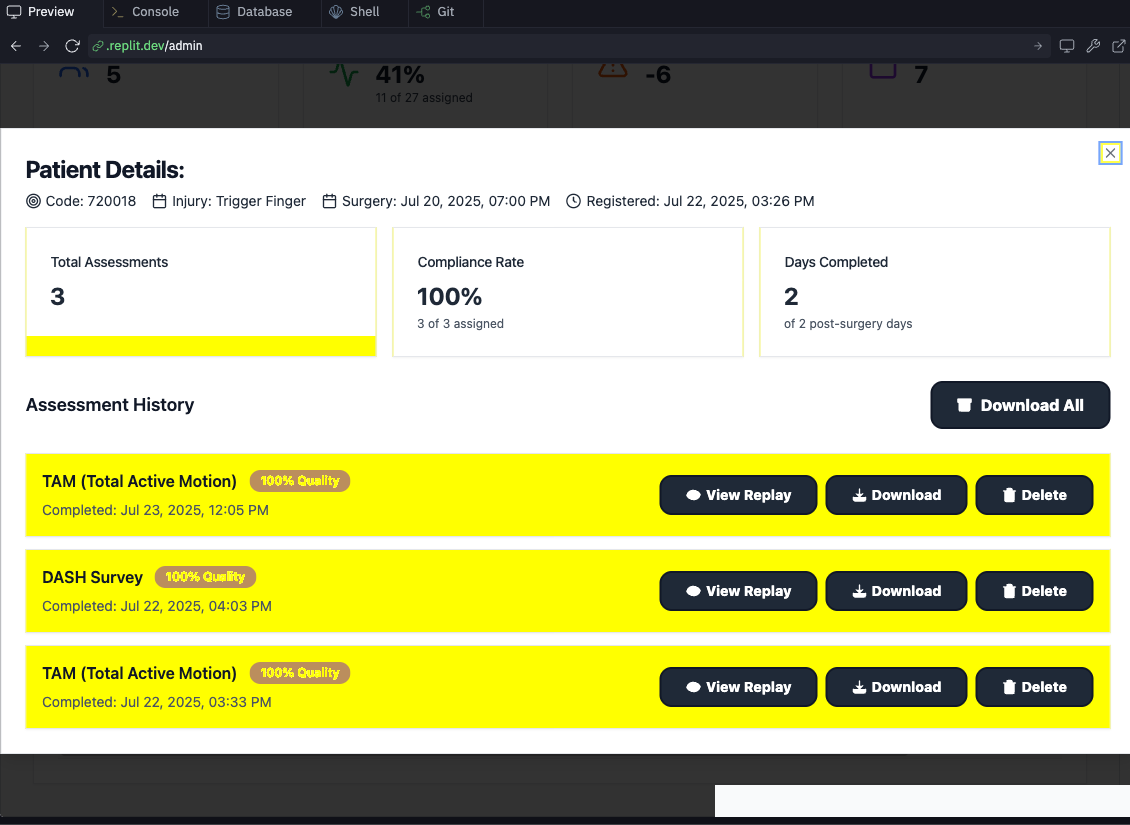 Preview Console Database Shell Git
.replit.dev/admin
5 41% -6 7
11 of 27 assigned
Patient Details:
Code: 720018 Injury: Trigger Finger Surgery: Jul 20, 2025, 07:00 PM Registered: Jul 22, 2025, 03:26 PM
Total Assessments
3
Compliance Rate
100%
3 of 3 assigned
Days Completed
2
of 2 post-surgery days
Assessment History
Download All
TAM (Total Active Motion) 100% Quality
Completed: Jul 23, 2025, 12:05 PM
View Replay Download Delete
DASH Survey 100% Quality
Completed: Jul 22, 2025, 04:03 PM
View Replay Download Delete
TAM (Total Active Motion) 100% Quality
Completed: Jul 22, 2025, 03:33 PM
View Replay Download Delete